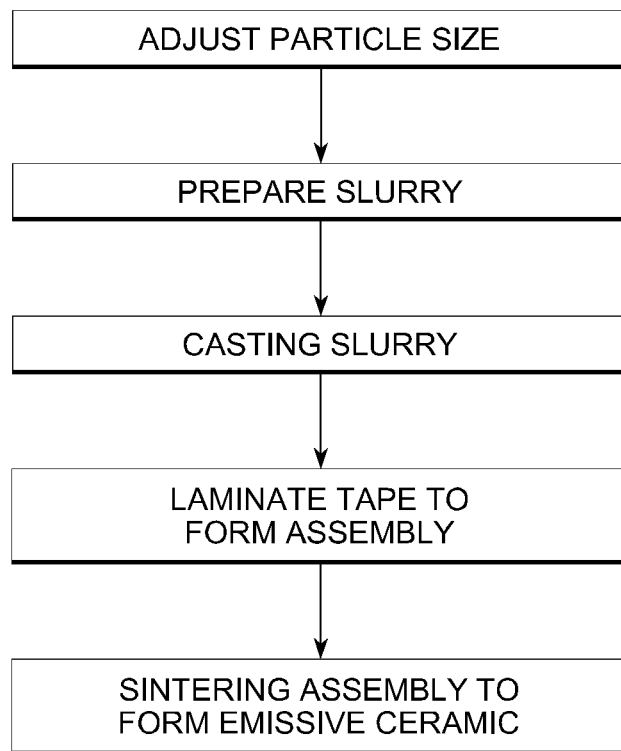 ADJUST PARTICLE SIZE
PREPARE SLURRY
CASTING SLURRY
LAMINATE TAPE TO
FORM ASSEMBLY
SINTERING ASSEMBLY TO
FORM EMISSIVE CERAMIC